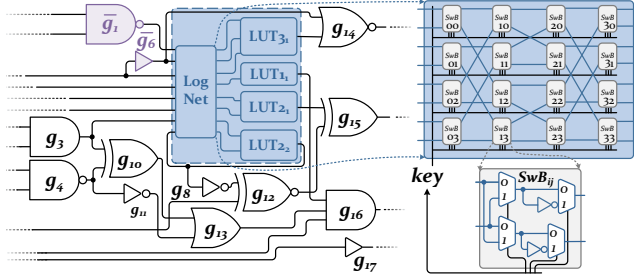 g̅₁
g̅₆
Log
Net
LUT3₁
LUT1₁
LUT2₁
LUT2₂
g₁₄
g₁₅
g₃
g₄
g₁₀
g₁₁
g₈
g₁₂
g₁₃
g₁₆
g₁₇
SwB
00
SwB
10
SwB
20
SwB
30
SwB
01
SwB
11
SwB
21
SwB
31
SwB
02
SwB
12
SwB
22
SwB
32
SwB
03
SwB
13
SwB
23
SwB
33
key
SwBᵢⱼ
0
1
0
1
0
1
0
1